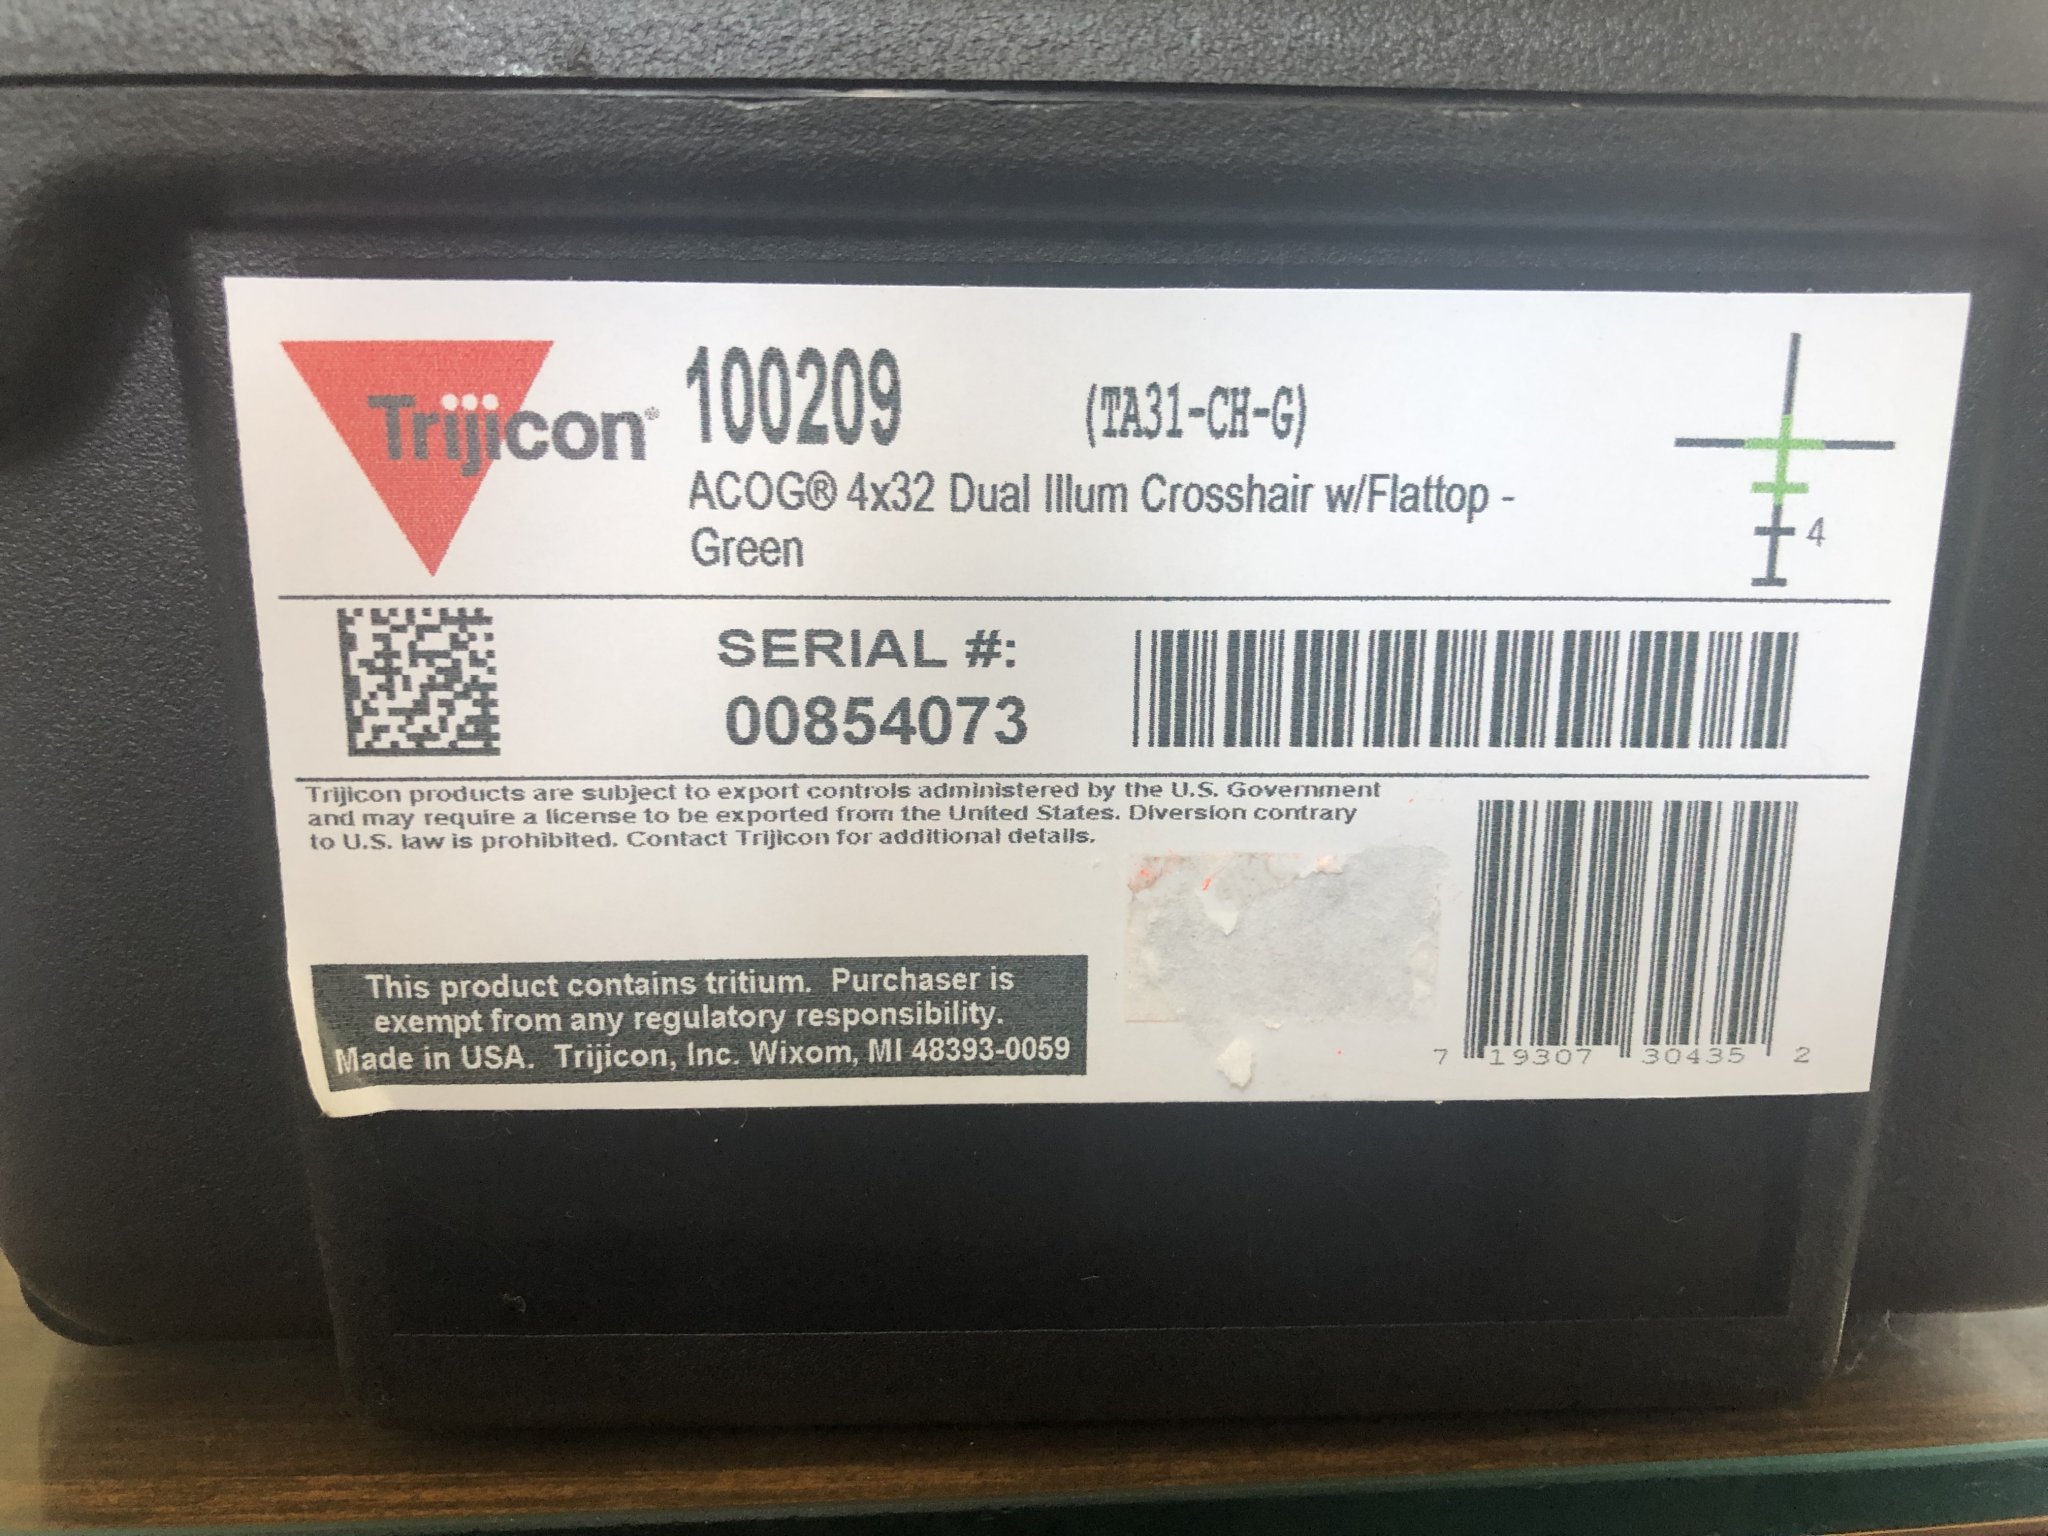 Trijicon®
100209 (TA31-CH-G)
ACOG® 4x32 Dual Illum Crosshair w/Flattop -
Green
4
SERIAL #:
00854073
Trijicon products are subject to export controls administered by the U.S. Government
and may require a license to be exported from the United States. Diversion contrary
to U.S. law is prohibited. Contact Trijicon for additional details.
This product contains tritium. Purchaser is
exempt from any regulatory responsibility.
Made in USA. Trijicon, Inc. Wixom, MI 48393-0059
7 19307 30435 2